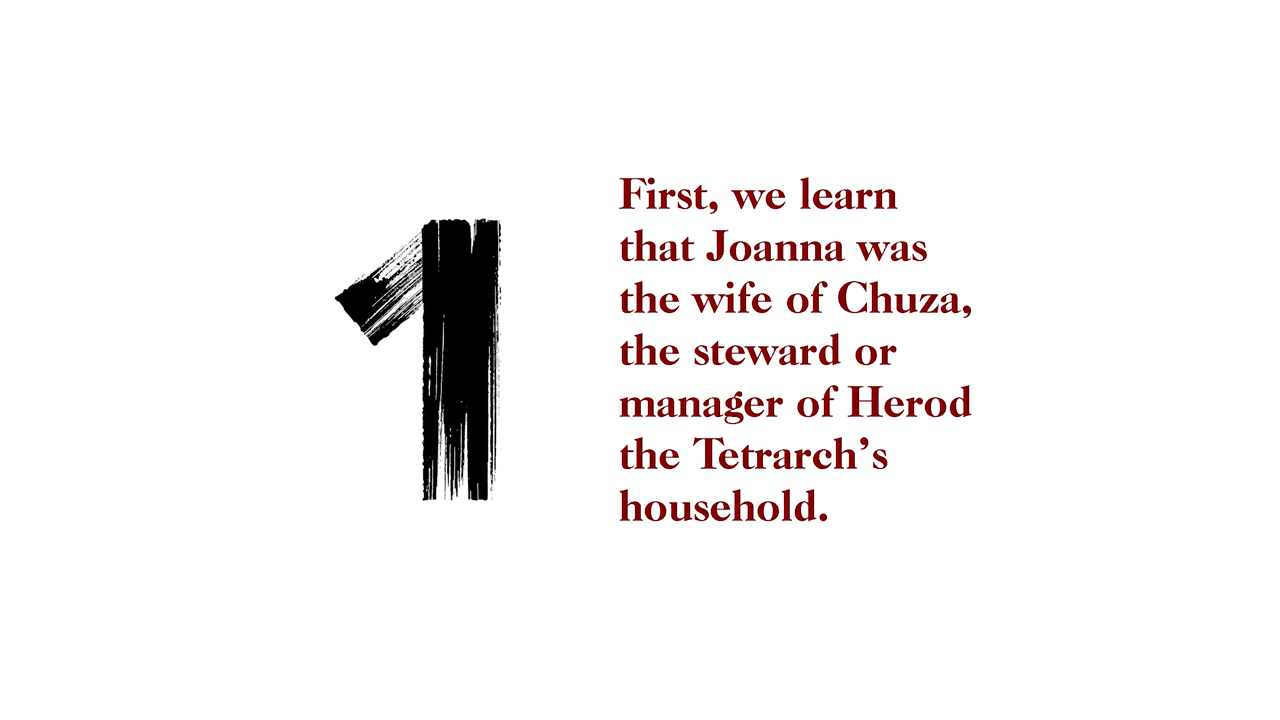 1
First, we learn
that Joanna was
the wife of Chuza,
the steward or
manager of Herod
the Tetrarch’s
household.